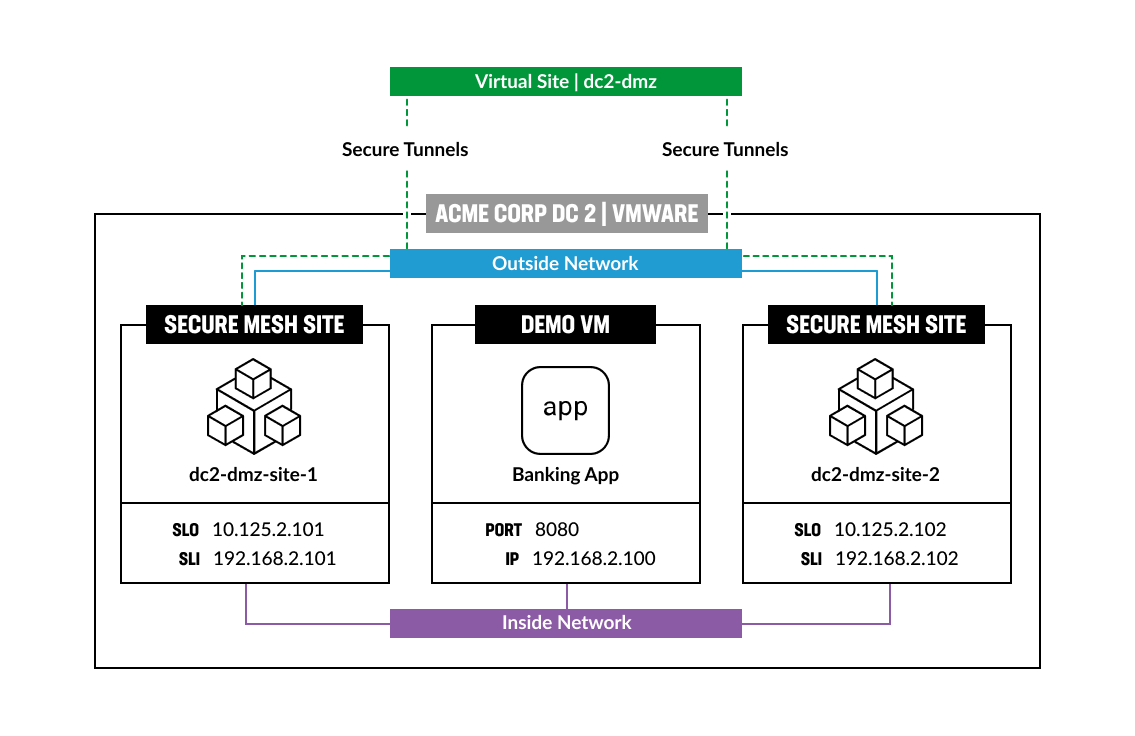 Virtual Site | dc2-dmz
Secure Tunnels
Secure Tunnels
ACME CORP DC 2 | VMWARE
Outside Network
SECURE MESH SITE
dc2-dmz-site-1
SLO 10.125.2.101
SLI 192.168.2.101
DEMO VM
app
Banking App
PORT 8080
IP 192.168.2.100
SECURE MESH SITE
dc2-dmz-site-2
SLO 10.125.2.102
SLI 192.168.2.102
Inside Network